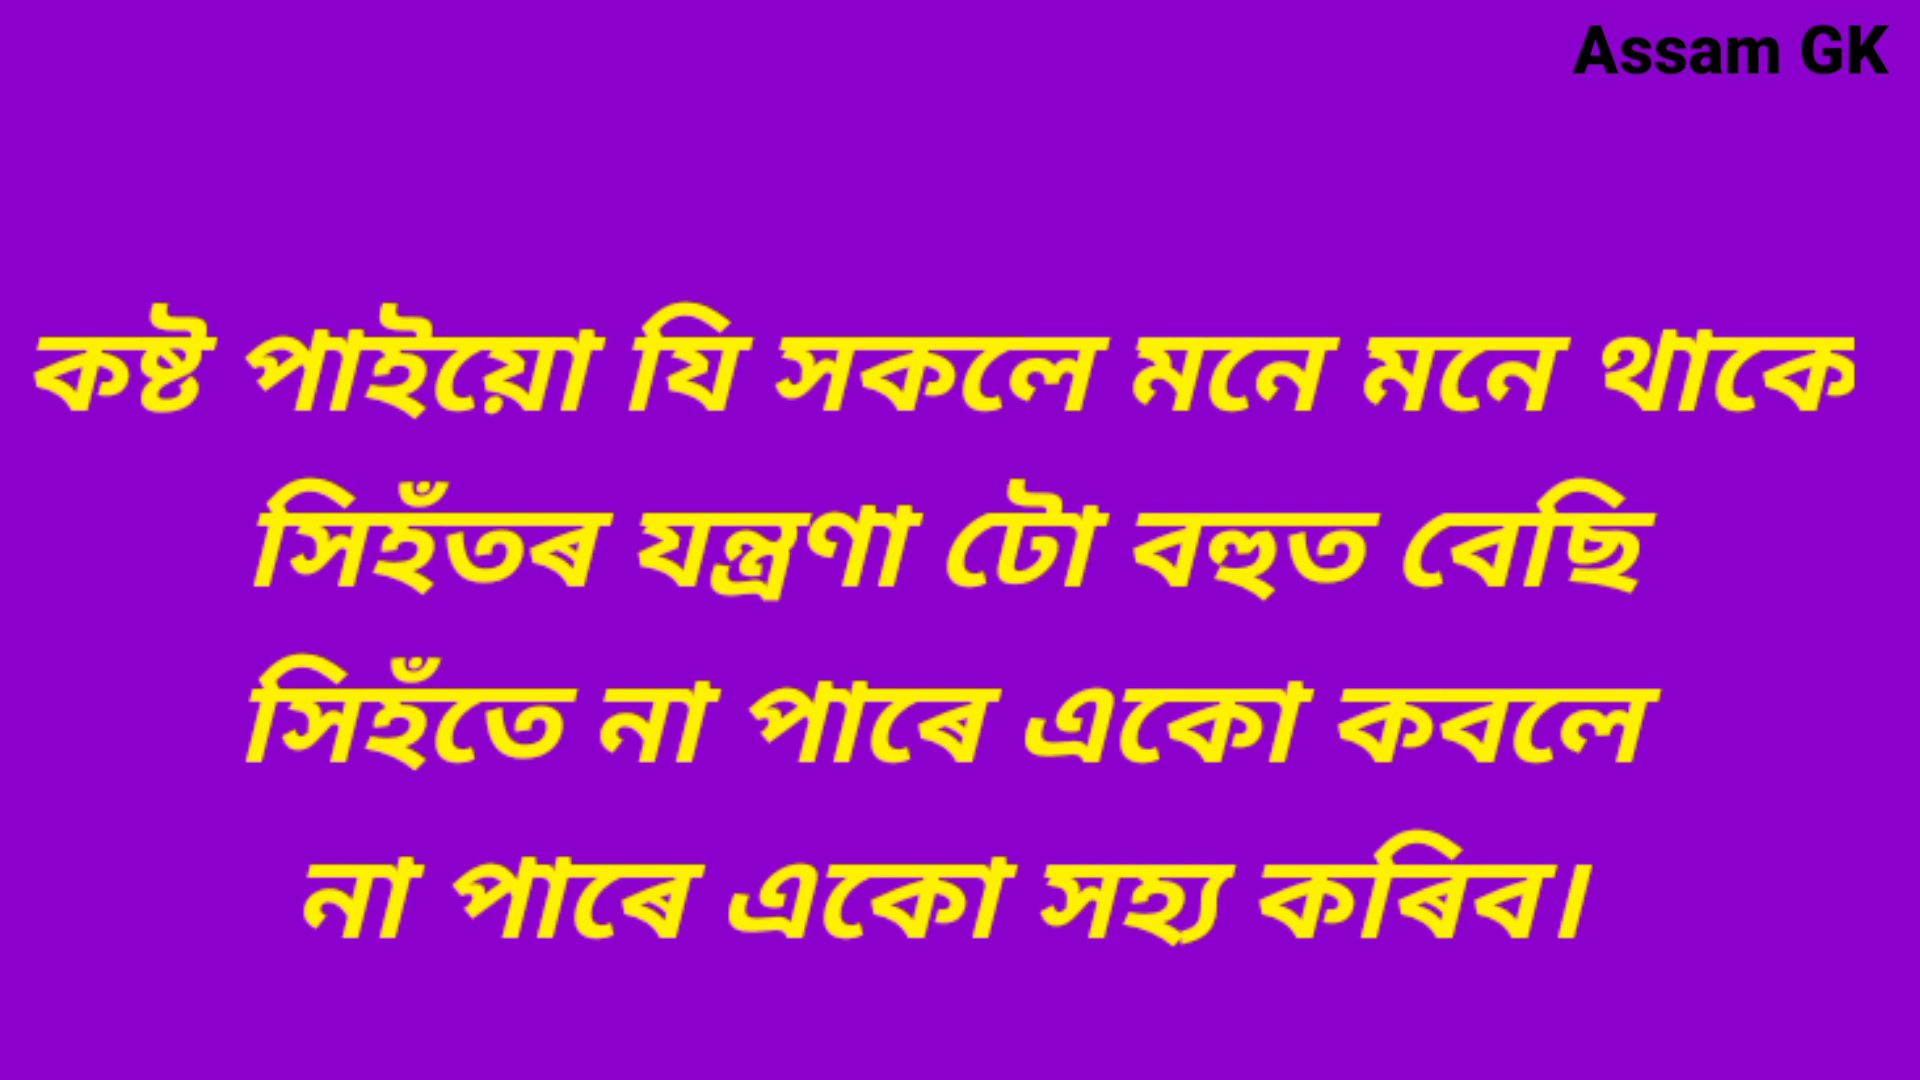 Assam GK
কষ্ট পাইয়ো যি সকলে মনে মনে থাকে
সিহঁতৰ যন্ত্ৰণা টো বহুত বেছি
সিহঁতে না পাৰে একো কবলে
না পাৰে একো সহ্য কৰিব।